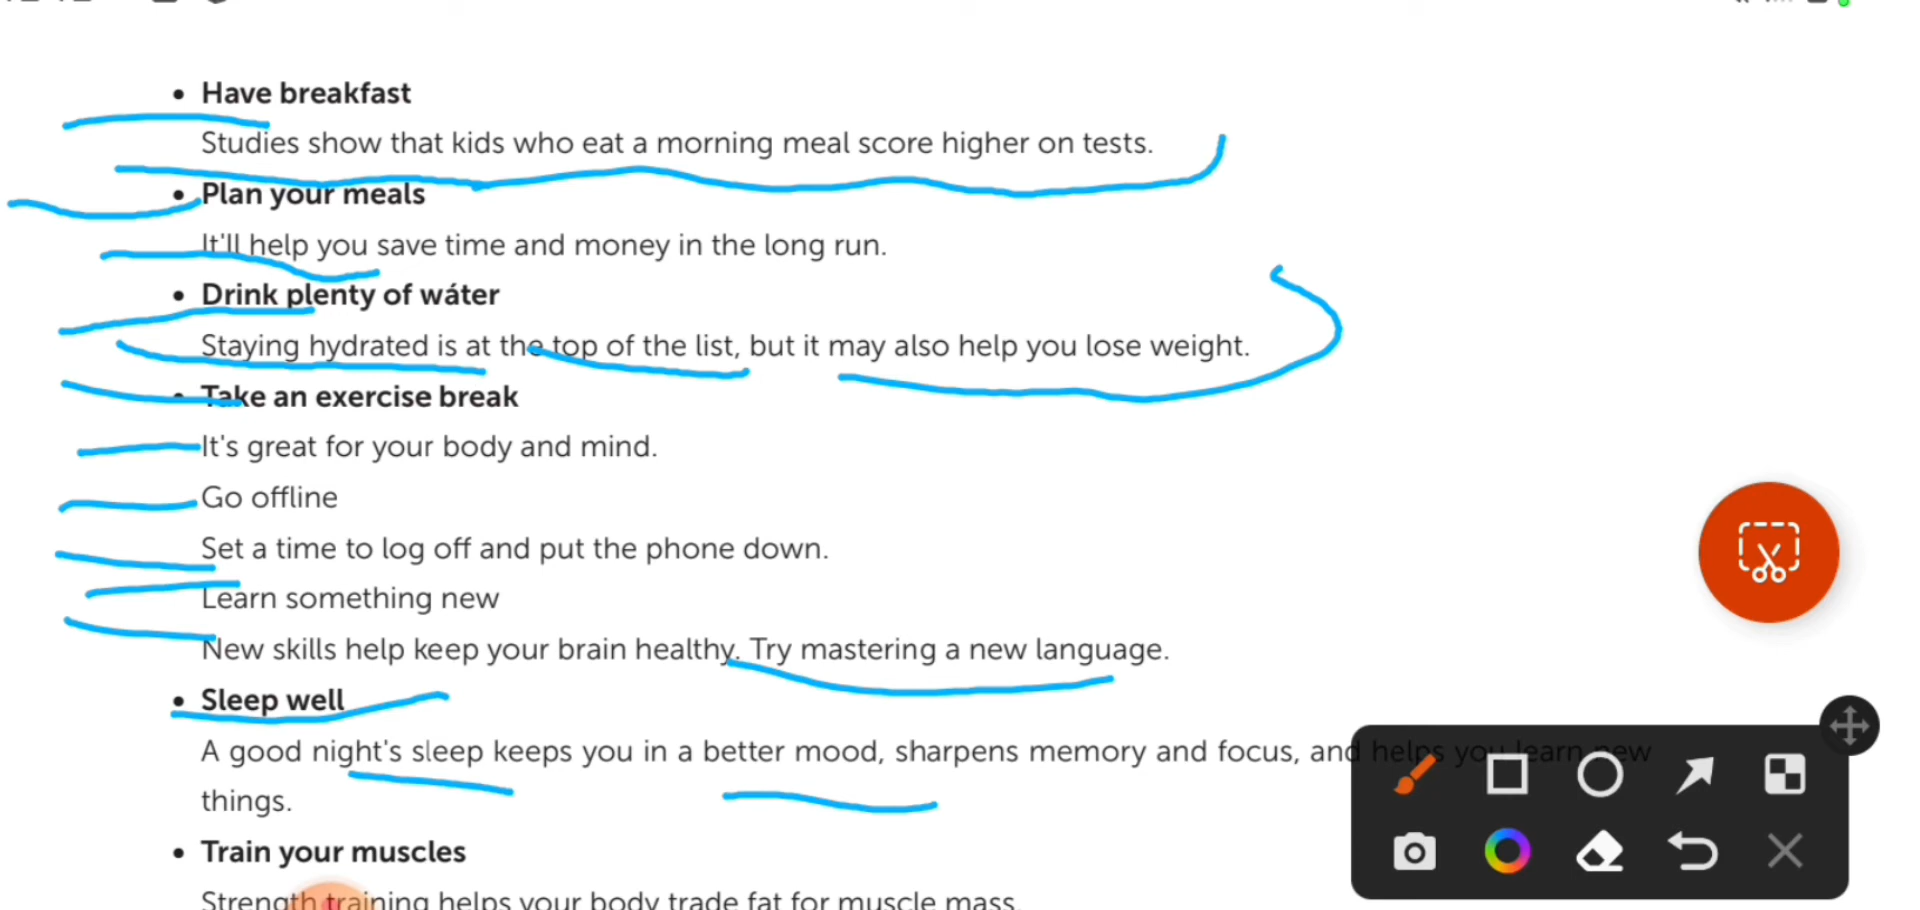 • Have breakfast
Studies show that kids who eat a morning meal score higher on tests.
• Plan your meals
It'll help you save time and money in the long run.
• Drink plenty of wáter
Staying hydrated is at the top of the list, but it may also help you lose weight.
• Take an exercise break
It's great for your body and mind.
Go offline
Set a time to log off and put the phone down.
Learn something new
New skills help keep your brain healthy. Try mastering a new language.
• Sleep well
A good night's sleep keeps you in a better mood, sharpens memory and focus, and helps you learn new
things.
• Train your muscles
Strength training helps your body trade fat for muscle mass.